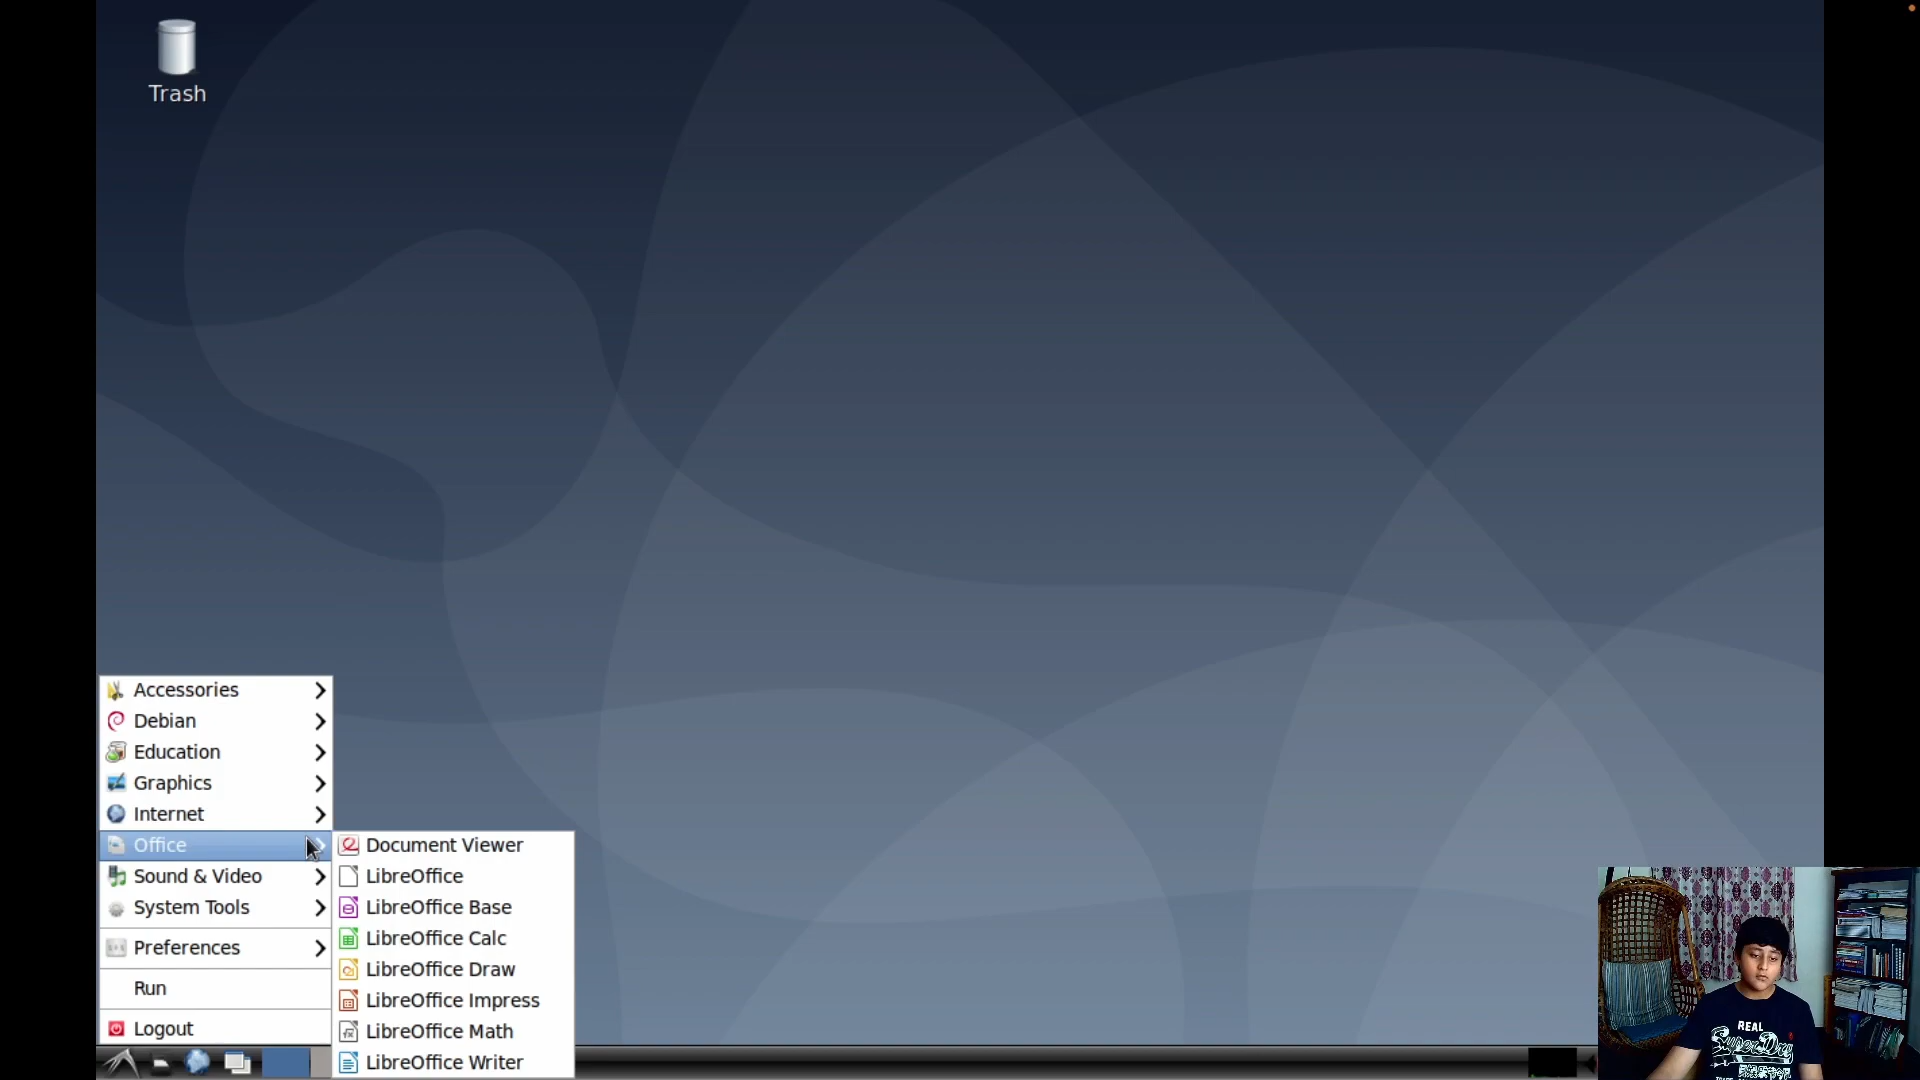 Trash
Accessories
Debian
Education
Graphics
Internet
Office
Sound & Video
System Tools
Preferences
Run
Logout
Document Viewer
LibreOffice
LibreOffice Base
LibreOffice Calc
LibreOffice Draw
LibreOffice Impress
LibreOffice Math
LibreOffice Writer
REAL
SuperDry